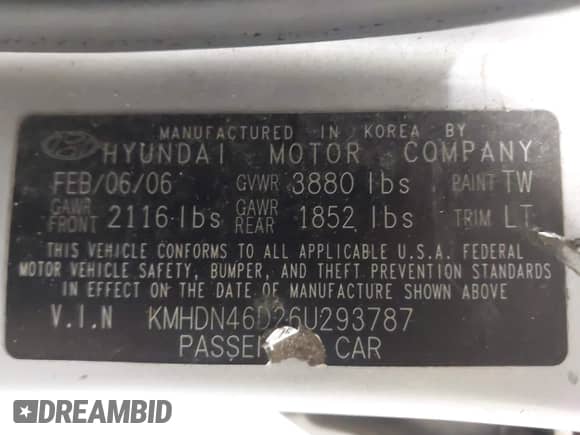 MANUFACTURED IN KOREA BY
HYUNDAI MOTOR COMPANY
FEB/06/06 GVWR 3880 lbs PAINT TW
GAWR FRONT 2116 lbs GAWR REAR 1852 lbs TRIM LT
THIS VEHICLE CONFORMS TO ALL APPLICABLE U.S.A. FEDERAL
MOTOR VEHICLE SAFETY, BUMPER, AND THEFT PREVENTION STANDARDS
IN EFFECT ON THE DATE OF MANUFACTURE SHOWN ABOVE
V.I.N KMHDN46D26U293787
CAR
DREAMBID